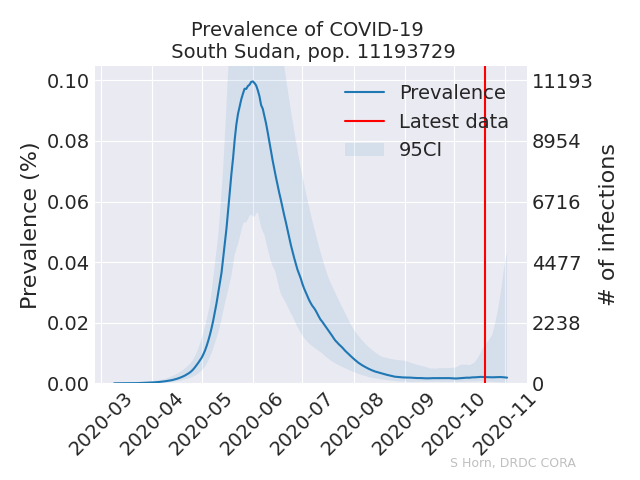 Prevalence of COVID-19
South Sudan, pop. 11193729
Prevalence (%)
0.10
0.08
0.06
0.04
0.02
0.00
Prevalence
Latest data
95CI
11193
8954
6716
4477
2238
0
# of infections
2020-03
2020-04
2020-05
2020-06
2020-07
2020-08
2020-09
2020-10
2020-11
S Horn, DRDC CORA